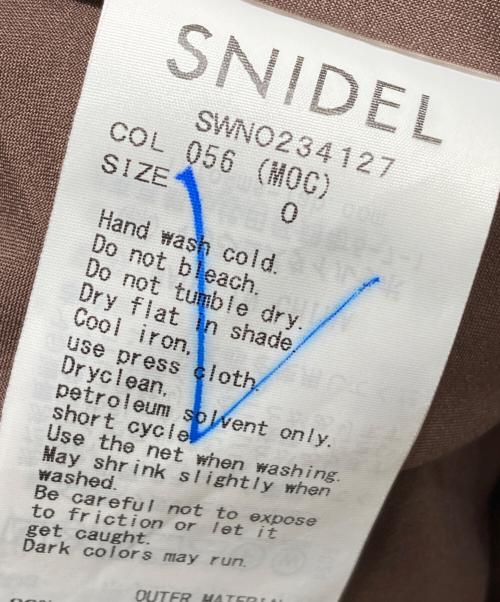 SNIDEL
SWNO234127
COL 056 (MOC)
SIZE 0
Hand wash cold.
Do not bleach.
Do not tumble dry.
Dry flat in shade
Cool iron,
use press cloth.
Dryclean,
petroleum solvent only.
short cycle
Use the net when washing.
May shrink slightly when
washed.
Be careful not to expose
to friction or let it
get caught.
Dark colors may run.
OUTER MATERIAL